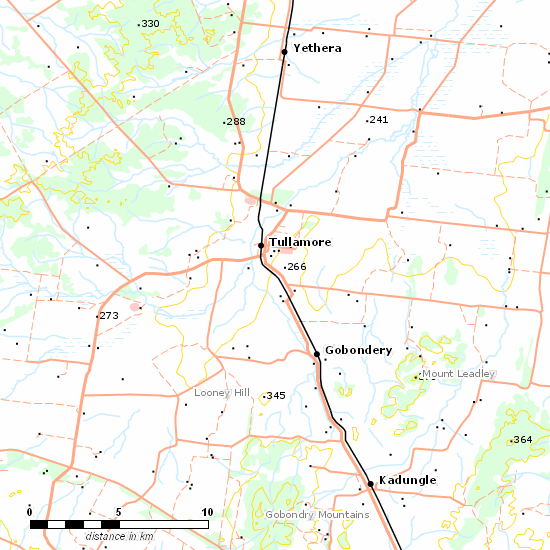 330
Yethera
288
241
Tullamore
266
273
Gobondery
Mount Leadley
Looney Hill
345
364
Kadungle
0 5 10
distance in km
Gobondry Mountains